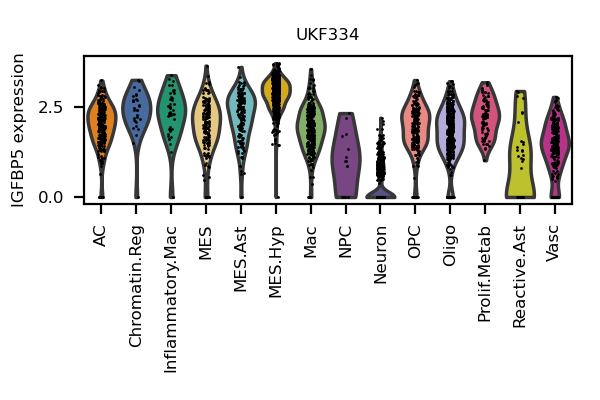 UKF334
IGFBP5 expression
2.5
0.0
AC
Chromatin.Reg
Inflammatory.Mac
MES
MES.Ast
MES.Hyp
Mac
NPC
Neuron
OPC
Oligo
Prolif.Metab
Reactive.Ast
Vasc